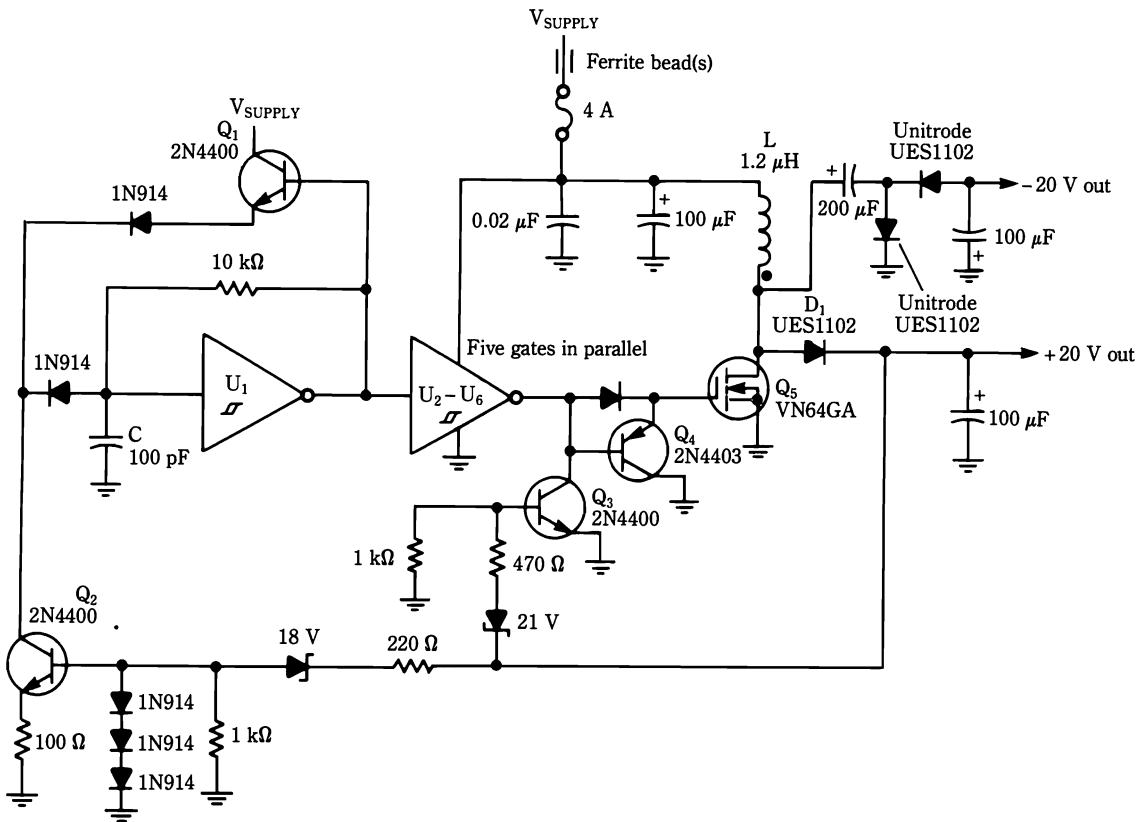 V_SUPPLY
Ferrite bead(s)
4 A
V_SUPPLY
Q₁
2N4400
1N914
10 kΩ
1N914
C
100 pF
U₁
U₂ – U₆
Five gates in parallel
0.02 µF
+
100 µF
L
1.2 µH
+
200 µF
Unitrode
UES1102
−20 V out
100 µF
+
Unitrode
UES1102
D₁
UES1102
+20 V out
+
100 µF
Q₅
VN64GA
Q₄
2N4403
Q₃
2N4400
1 kΩ
470 Ω
21 V
Q₂
2N4400
18 V
220 Ω
100 Ω
1N914
1N914
1N914
1 kΩ